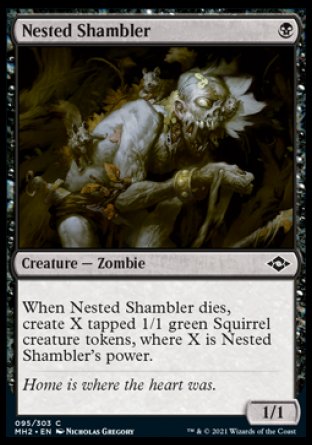 Nested Shambler
Creature — Zombie
When Nested Shambler dies,
create X tapped 1/1 green Squirrel
creature tokens, where X is Nested
Shambler's power.
Home is where the heart was.
1/1
095/303 C
MH2 • EN Nicholas Gregory
™ & © 2021 Wizards of the Coast